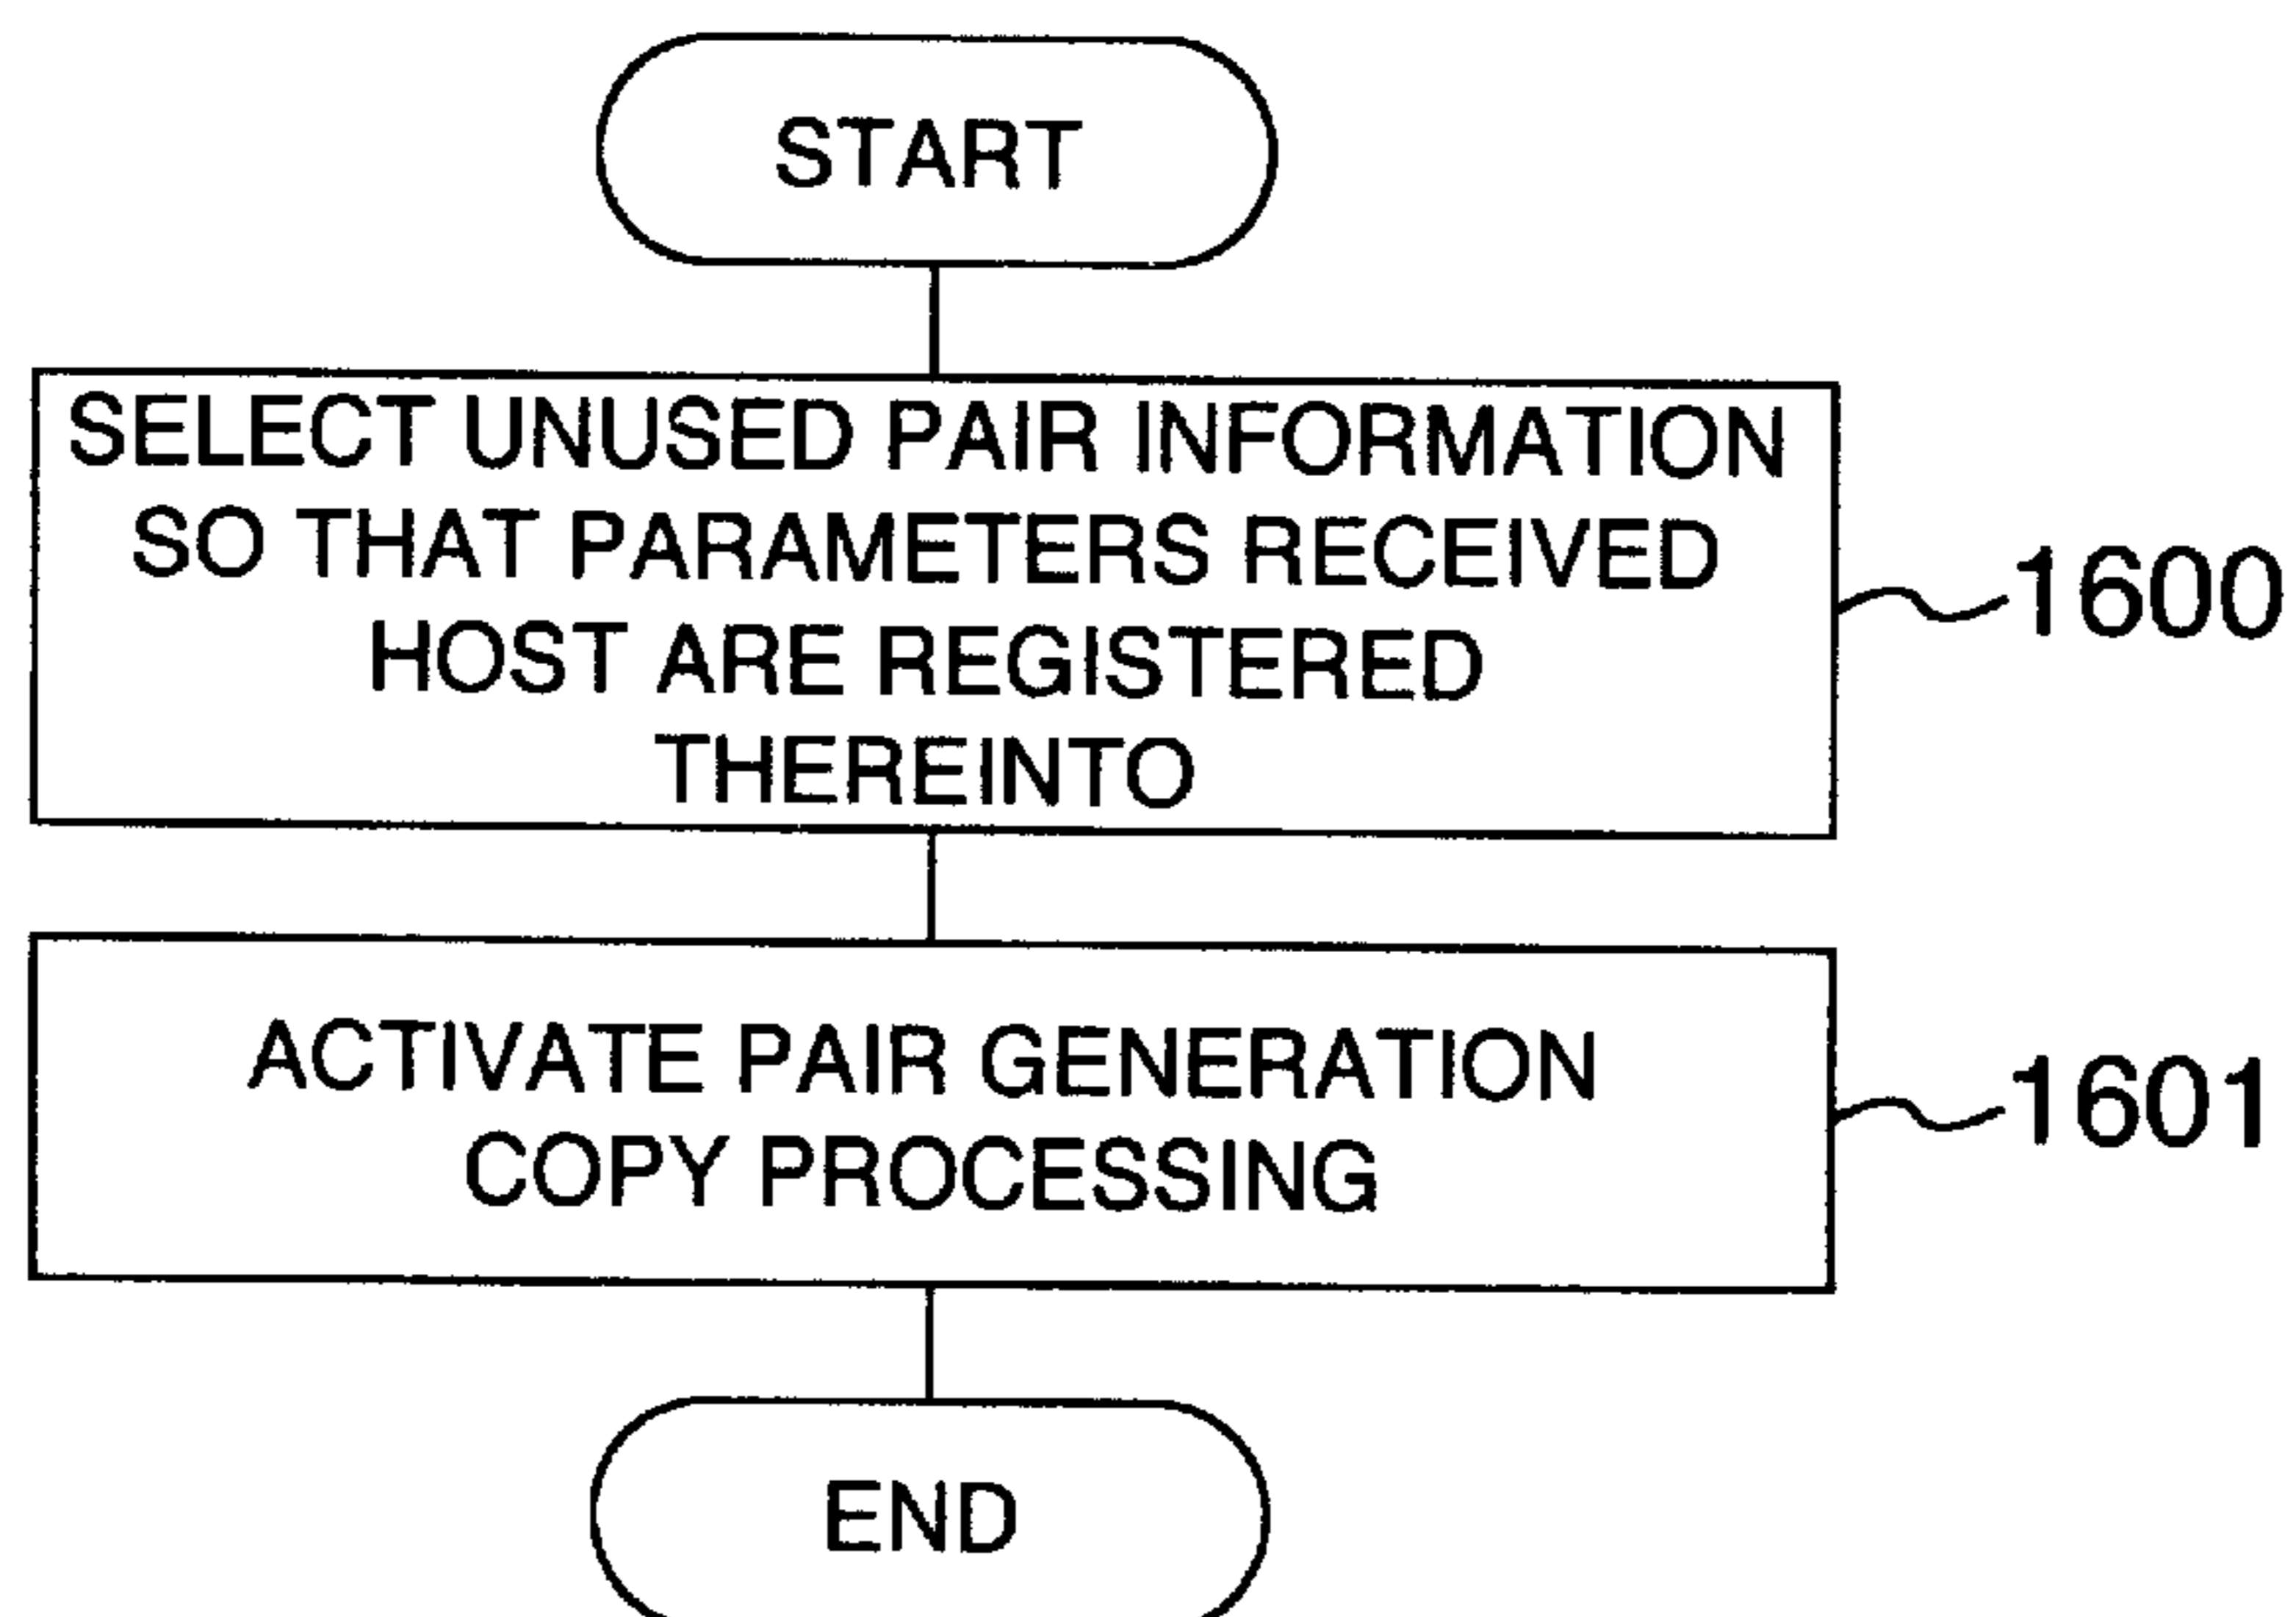 START
SELECT UNUSED PAIR INFORMATION
SO THAT PARAMETERS RECEIVED
HOST ARE REGISTERED
THEREINTO
1600
ACTIVATE PAIR GENERATION
COPY PROCESSING
1601
END